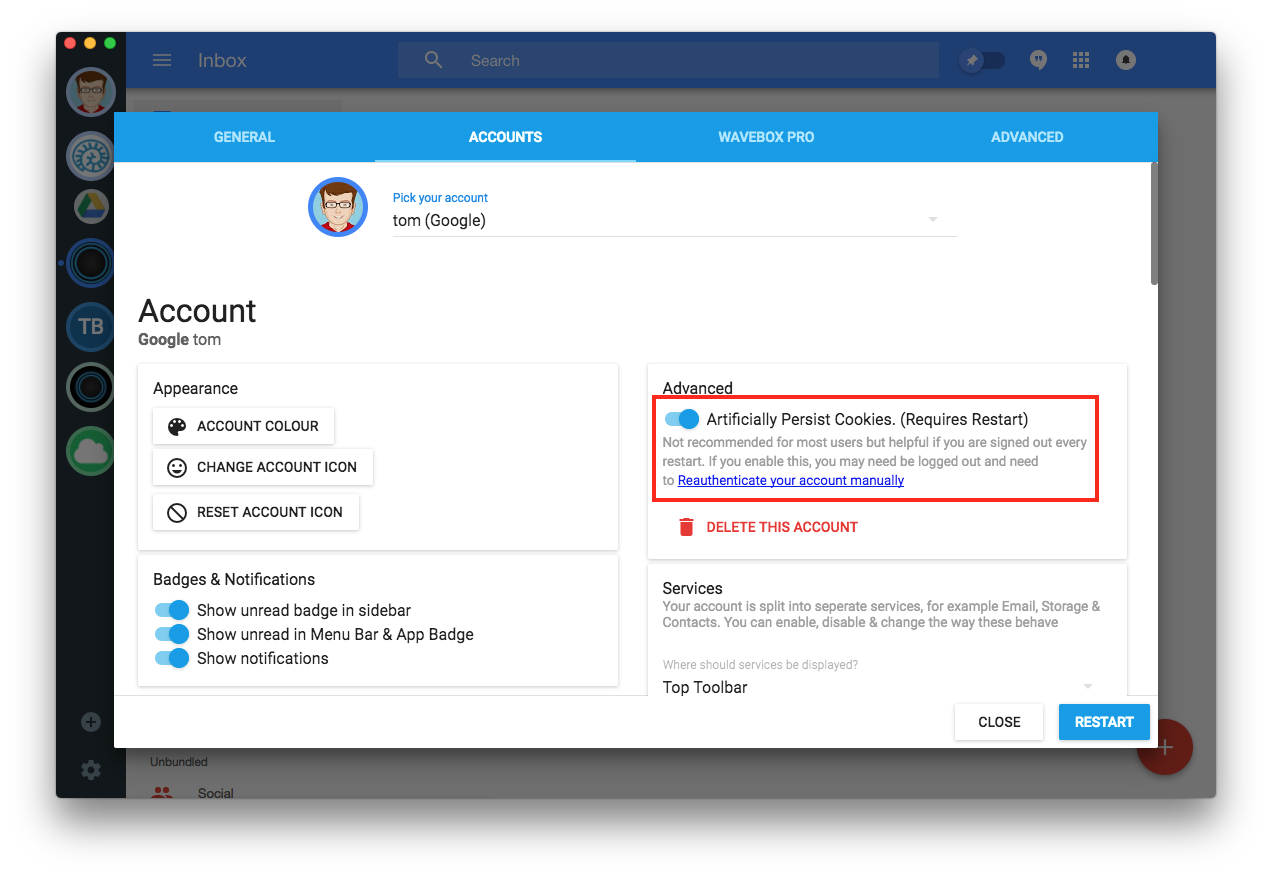 Inbox
Search
GENERAL
ACCOUNTS
WAVEBOX PRO
ADVANCED
Pick your account
tom (Google)
Account
Google tom
Appearance
ACCOUNT COLOUR
CHANGE ACCOUNT ICON
RESET ACCOUNT ICON
Badges & Notifications
Show unread badge in sidebar
Show unread in Menu Bar & App Badge
Show notifications
Advanced
Artificially Persist Cookies. (Requires Restart)
Not recommended for most users but helpful if you are signed out every
restart. If you enable this, you may need be logged out and need
to Reauthenticate your account manually
DELETE THIS ACCOUNT
Services
Your account is split into seperate services, for example Email, Storage &
Contacts. You can enable, disable & change the way these behave
Where should services be displayed?
Top Toolbar
CLOSE
RESTART
TB
Unbundled
Social